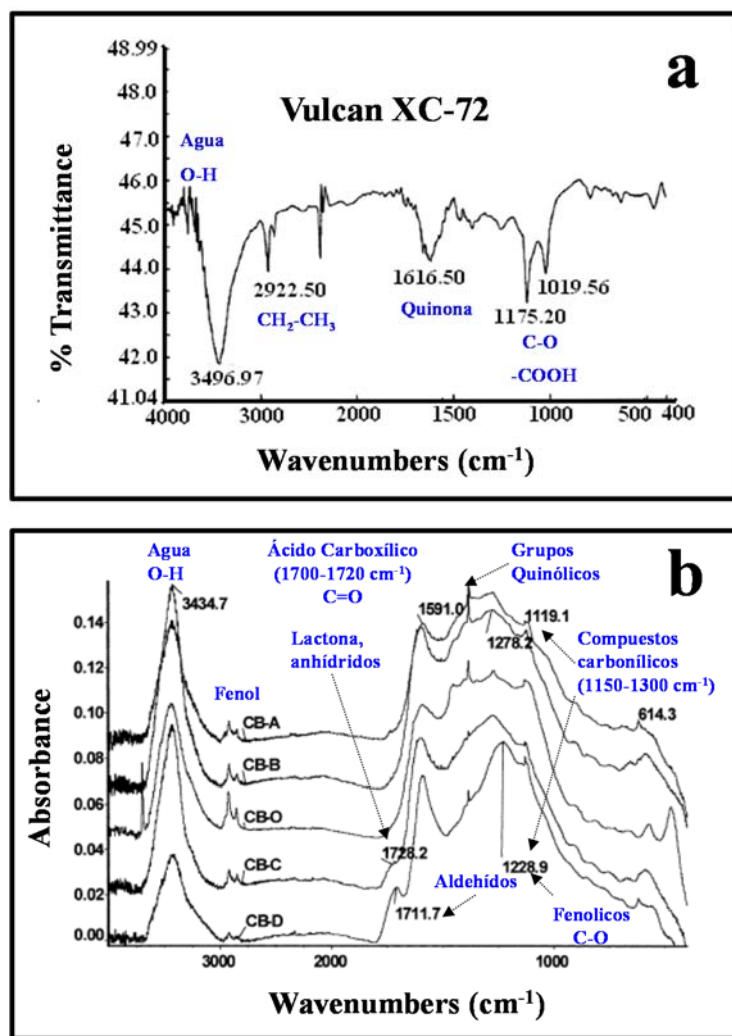 a
48.99
48.0
47.0
46.0
45.0
44.0
43.0
42.0
41.04
% Transmittance
Vulcan XC-72
Agua
O-H
2922.50
CH₂-CH₃
3496.97
1616.50
Quinona
1019.56
1175.20
C-O
-COOH
4000 3000 2000 1500 1000 500 400
Wavenumbers (cm⁻¹)
b
Agua
O-H
Ácido Carboxílico
(1700-1720 cm⁻¹)
C=O
Grupos
Quinólicos
3434.7
1591.0
1119.1
1278.2
Lactona,
anhídridos
Compuestos
carbonílicos
(1150-1300 cm⁻¹)
Fenol
614.3
CB-A
CB-B
CB-O
CB-C
CB-D
1728.2
1228.9
1711.7
Aldehídos
Fenolicos
C-O
0.14
0.12
0.10
0.08
0.06
0.04
0.02
0.00
Absorbance
3000 2000 1000
Wavenumbers (cm⁻¹)